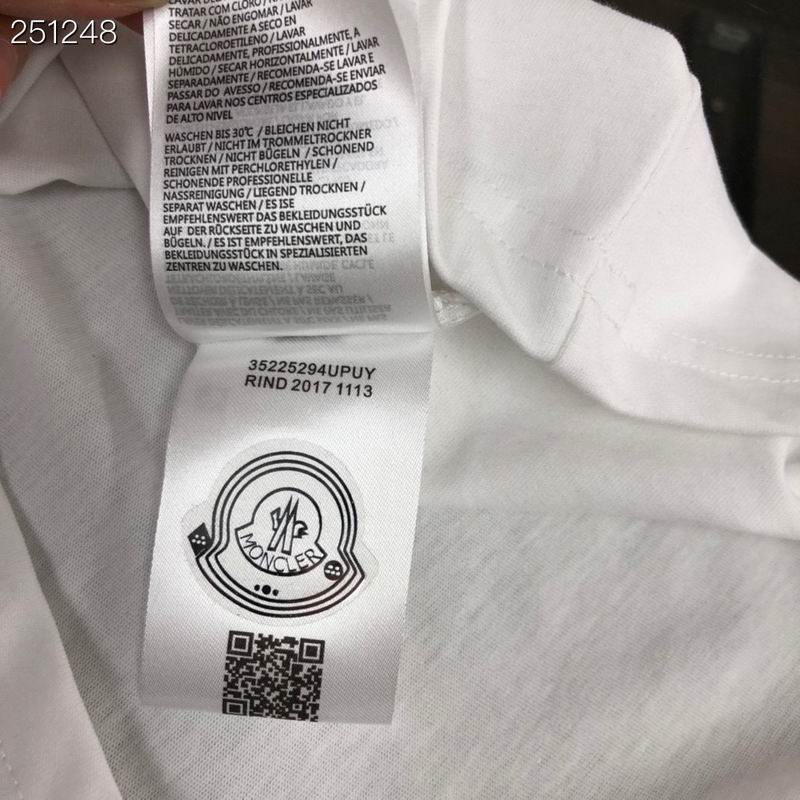 251248
TRATAR COM CLORO / NÃO
SECAR / NÃO ENGOMAR / LAVAR
DELICADAMENTE A SECO EN
TETRACLOROETILENO / LAVAR
DELICADAMENTE, PROFISSIONALMENTE, A
HÚMIDO / SECAR HORIZONTALMENTE / LAVAR
SEPARADAMENTE / RECOMENDA-SE LAVAR E
PASSAR DO AVESSO / RECOMENDA-SE ENVIAR
PARA LAVAR NOS CENTROS ESPECIALIZADOS
DE ALTO NIVEL
WASCHEN BIS 30℃ / BLEICHEN NICHT
ERLAUBT / NICHT IM TROMMELTROCKNER
TROCKNEN / NICHT BÜGELN / SCHONEND
REINIGEN MIT PERCHLORETHYLEN /
SCHONENDE PROFESSIONELLE
NASSREINIGUNG / LIEGEND TROCKNEN /
SEPARAT WASCHEN / ES ISE
EMPFEHLENSWERT DAS BEKLEIDUNGSSTÜCK
AUF DER RÜCKSEITE ZU WASCHEN UND
BÜGELN. / ES IST EMPFEHLENSWERT, DAS
BEKLEIDUNGSSTÜCK IN SPEZIALISIERTEN
ZENTREN ZU WASCHEN.
35225294UPUY
RIND 2017 1113
MONCLER